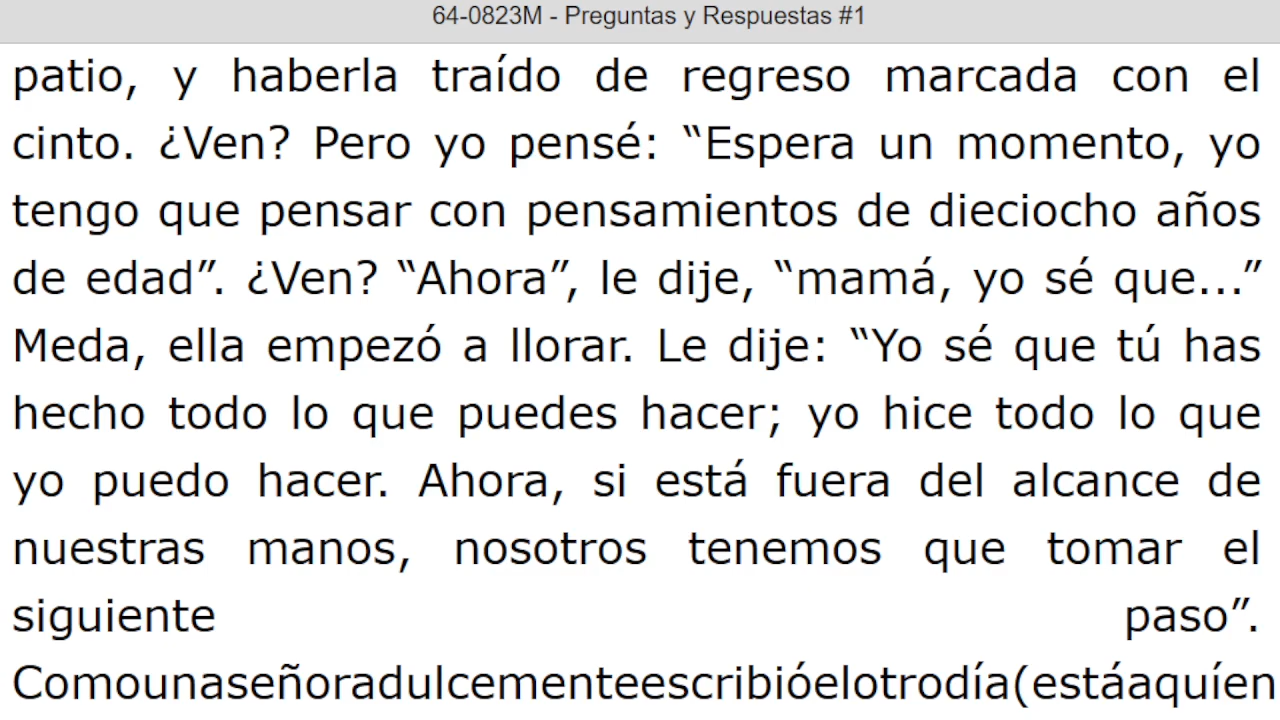 64-0823M - Preguntas y Respuestas #1
patio, y haberla traído de regreso marcada con el
cinto. ¿Ven? Pero yo pensé: “Espera un momento, yo
tengo que pensar con pensamientos de dieciocho años
de edad”. ¿Ven? “Ahora”, le dije, “mamá, yo sé que...”
Meda, ella empezó a llorar. Le dije: “Yo sé que tú has
hecho todo lo que puedes hacer; yo hice todo lo que
yo puedo hacer. Ahora, si está fuera del alcance de
nuestras manos, nosotros tenemos que tomar el
siguiente paso”.
Comounaseñoradulcementeescribióelotrodía(estáaquíen